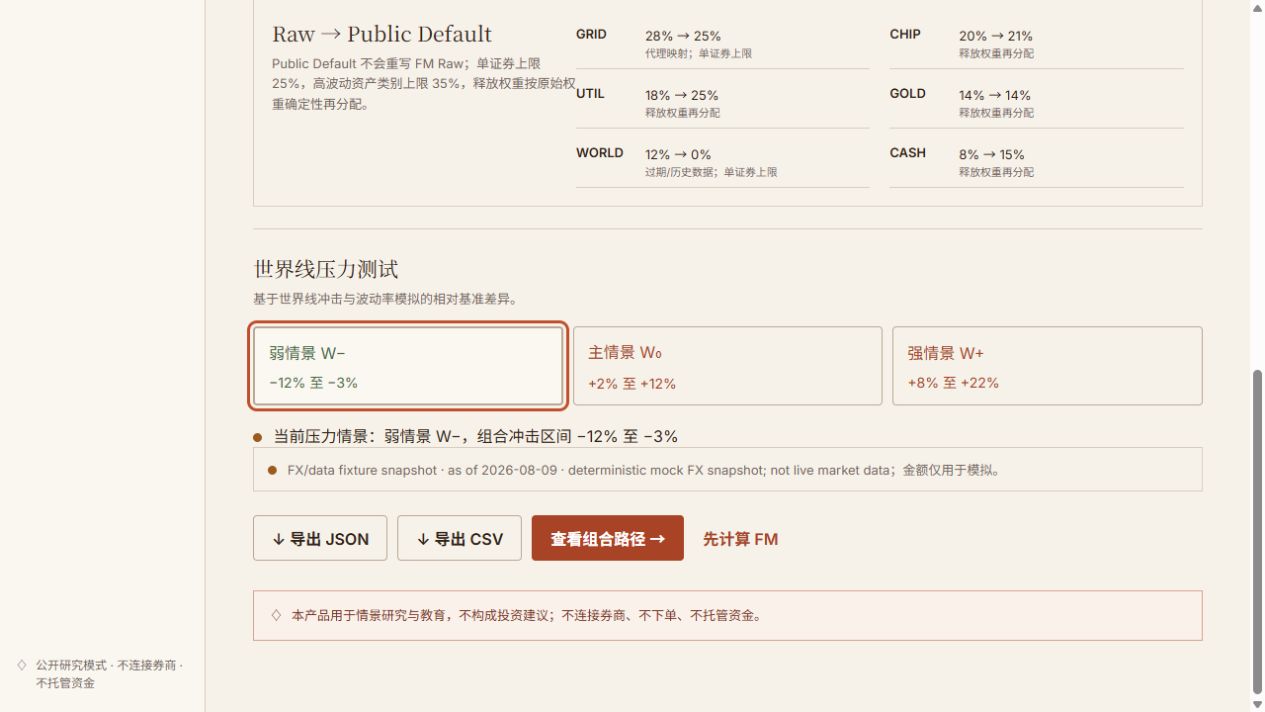 Raw → Public Default
Public Default 不会重写 FM Raw；单证券上限
25%，高波动资产类别上限 35%，释放权重按原始权
重确定性再分配。
GRID
28% → 25%
代理映射；单证券上限
CHIP
20% → 21%
释放权重再分配
UTIL
18% → 25%
释放权重再分配
GOLD
14% → 14%
释放权重再分配
WORLD
12% → 0%
过期/历史数据；单证券上限
CASH
8% → 15%
释放权重再分配
世界线压力测试
基于世界线冲击与波动率模拟的相对基准差异。
弱情景 W−
−12% 至 −3%
主情景 W₀
+2% 至 +12%
强情景 W+
+8% 至 +22%
当前压力情景：弱情景 W−，组合冲击区间 −12% 至 −3%
FX/data fixture snapshot · as of 2026-08-09 · deterministic mock FX snapshot; not live market data；金额仅用于模拟。
↓ 导出 JSON
↓ 导出 CSV
查看组合路径 →
先计算 FM
♢ 本产品用于情景研究与教育，不构成投资建议；不连接券商、不下单、不托管资金。
♢ 公开研究模式 · 不连接券商 ·
不托管资金